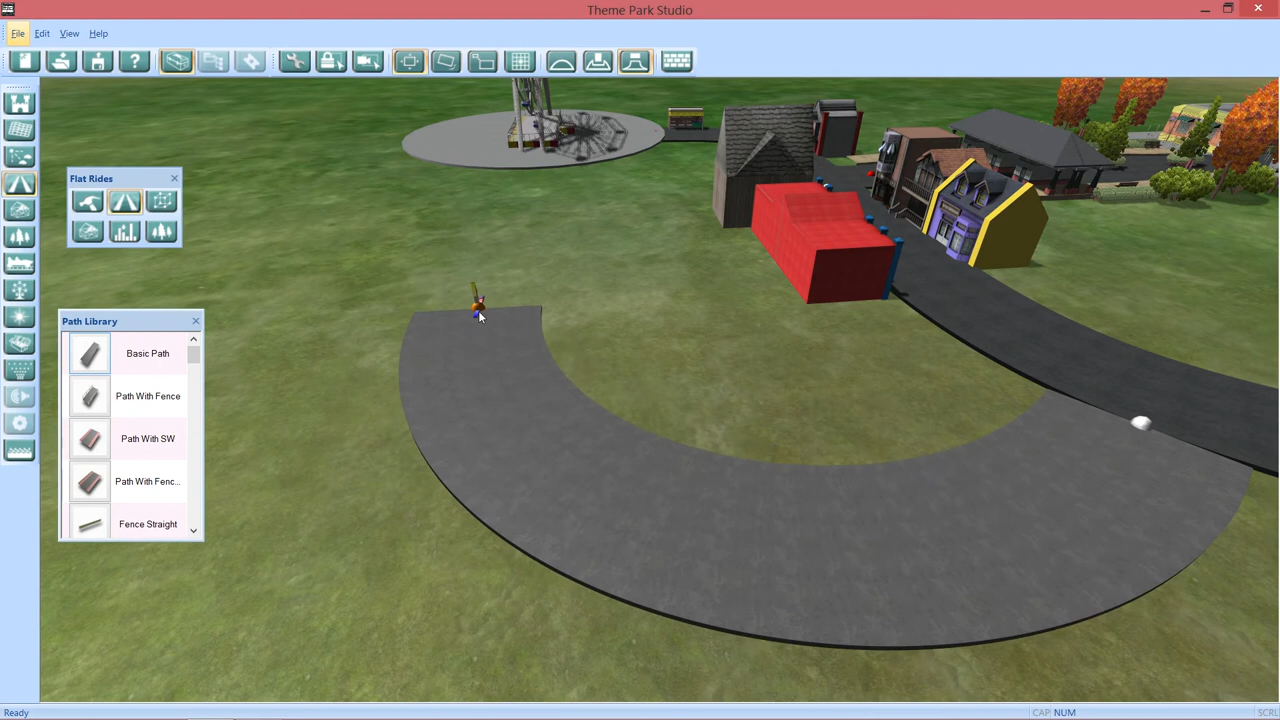 Theme Park Studio
File Edit View Help
Flat Rides
Path Library
Basic Path
Path With Fence
Path With SW
Path With Fenc...
Fence Straight
Ready
CAP NUM SCRL